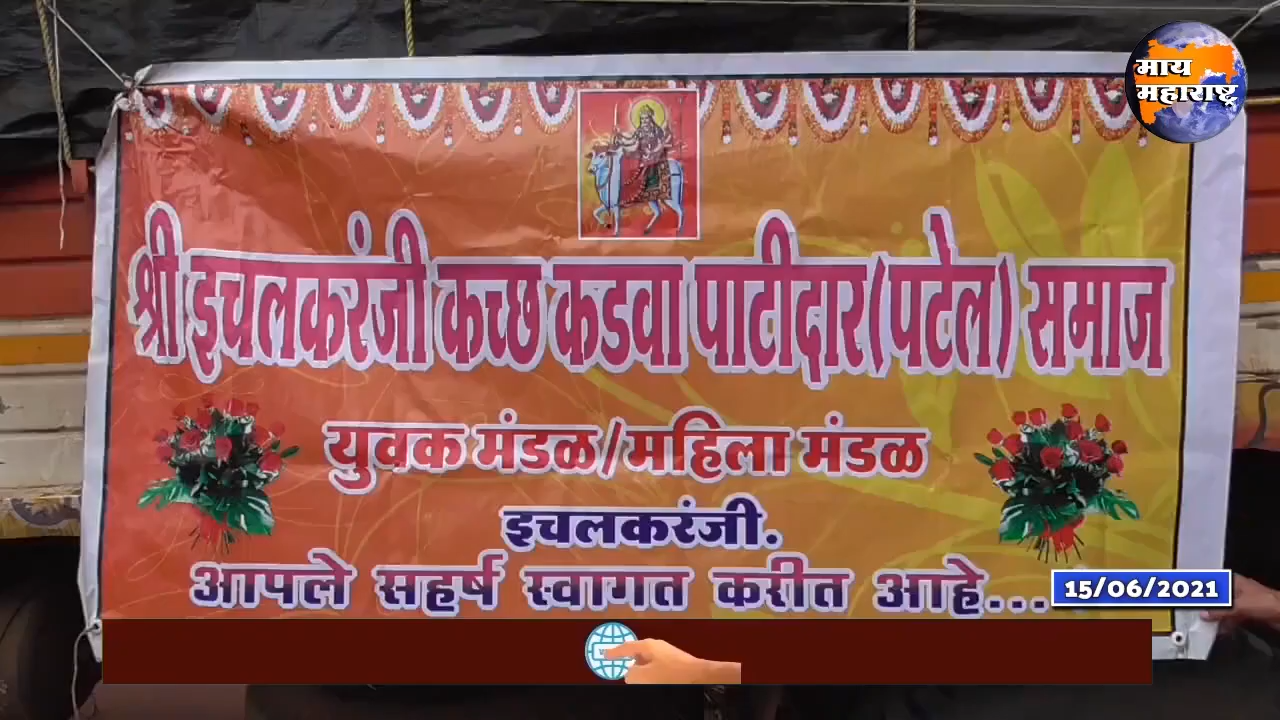 माय
महाराष्ट्र
श्री इचलकरंजी कच्छ कडवा पाटीदार (पटेल) समाज
युवक मंडळ/महिला मंडळ
इचलकरंजी.
आपले सहर्ष स्वागत करीत आहे...
15/06/2021